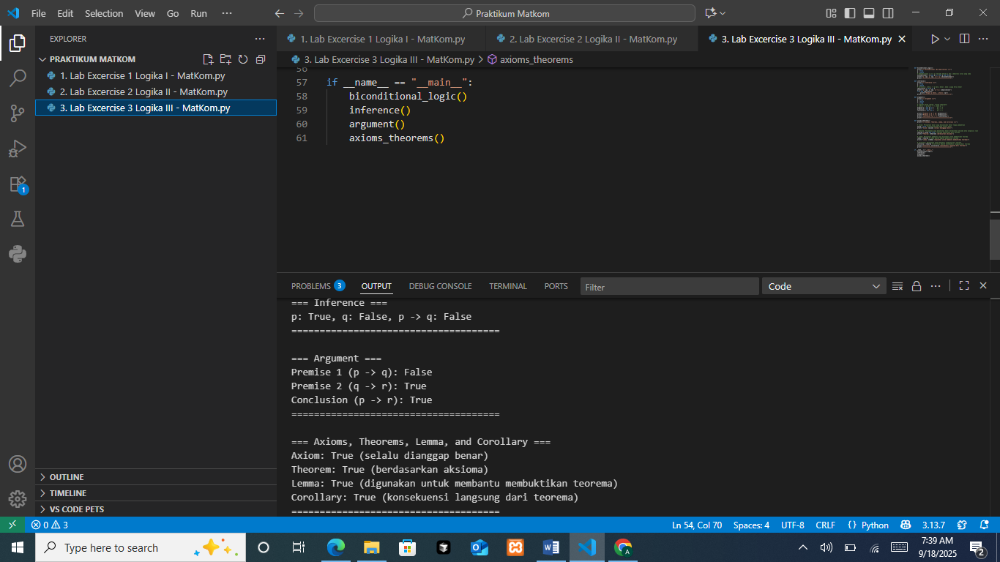 File Edit Selection View Go Run ···
Praktikum Matkom
EXPLORER
PRAKTIKUM MATKOM
1. Lab Excercise 1 Logika I - MatKom.py
2. Lab Excercise 2 Logika II - MatKom.py
3. Lab Excercise 3 Logika III - MatKom.py
1
OUTLINE
TIMELINE
VS CODE PETS
1. Lab Excercise 1 Logika I - MatKom.py 2. Lab Excercise 2 Logika II - MatKom.py 3. Lab Excercise 3 Logika III - MatKom.py
3. Lab Excercise 3 Logika III - MatKom.py > axioms_theorems
56
57 if __name__ == "__main__":
58 biconditional_logic()
59 inference()
60 argument()
61 axioms_theorems()
PROBLEMS 3 OUTPUT DEBUG CONSOLE TERMINAL PORTS Filter Code
=== Inference ===
p: True, q: False, p -> q: False
=====================================
=== Argument ===
Premise 1 (p -> q): False
Premise 2 (q -> r): True
Conclusion (p -> r): True
=====================================
=== Axioms, Theorems, Lemma, and Corollary ===
Axiom: True (selalu dianggap benar)
Theorem: True (berdasarkan aksioma)
Lemma: True (digunakan untuk membantu membuktikan teorema)
Corollary: True (konsekuensi langsung dari teorema)
=====================================
0 3 Ln 54, Col 70 Spaces: 4 UTF-8 CRLF {} Python 3.13.7
Type here to search
7:39 AM
9/18/2025
2